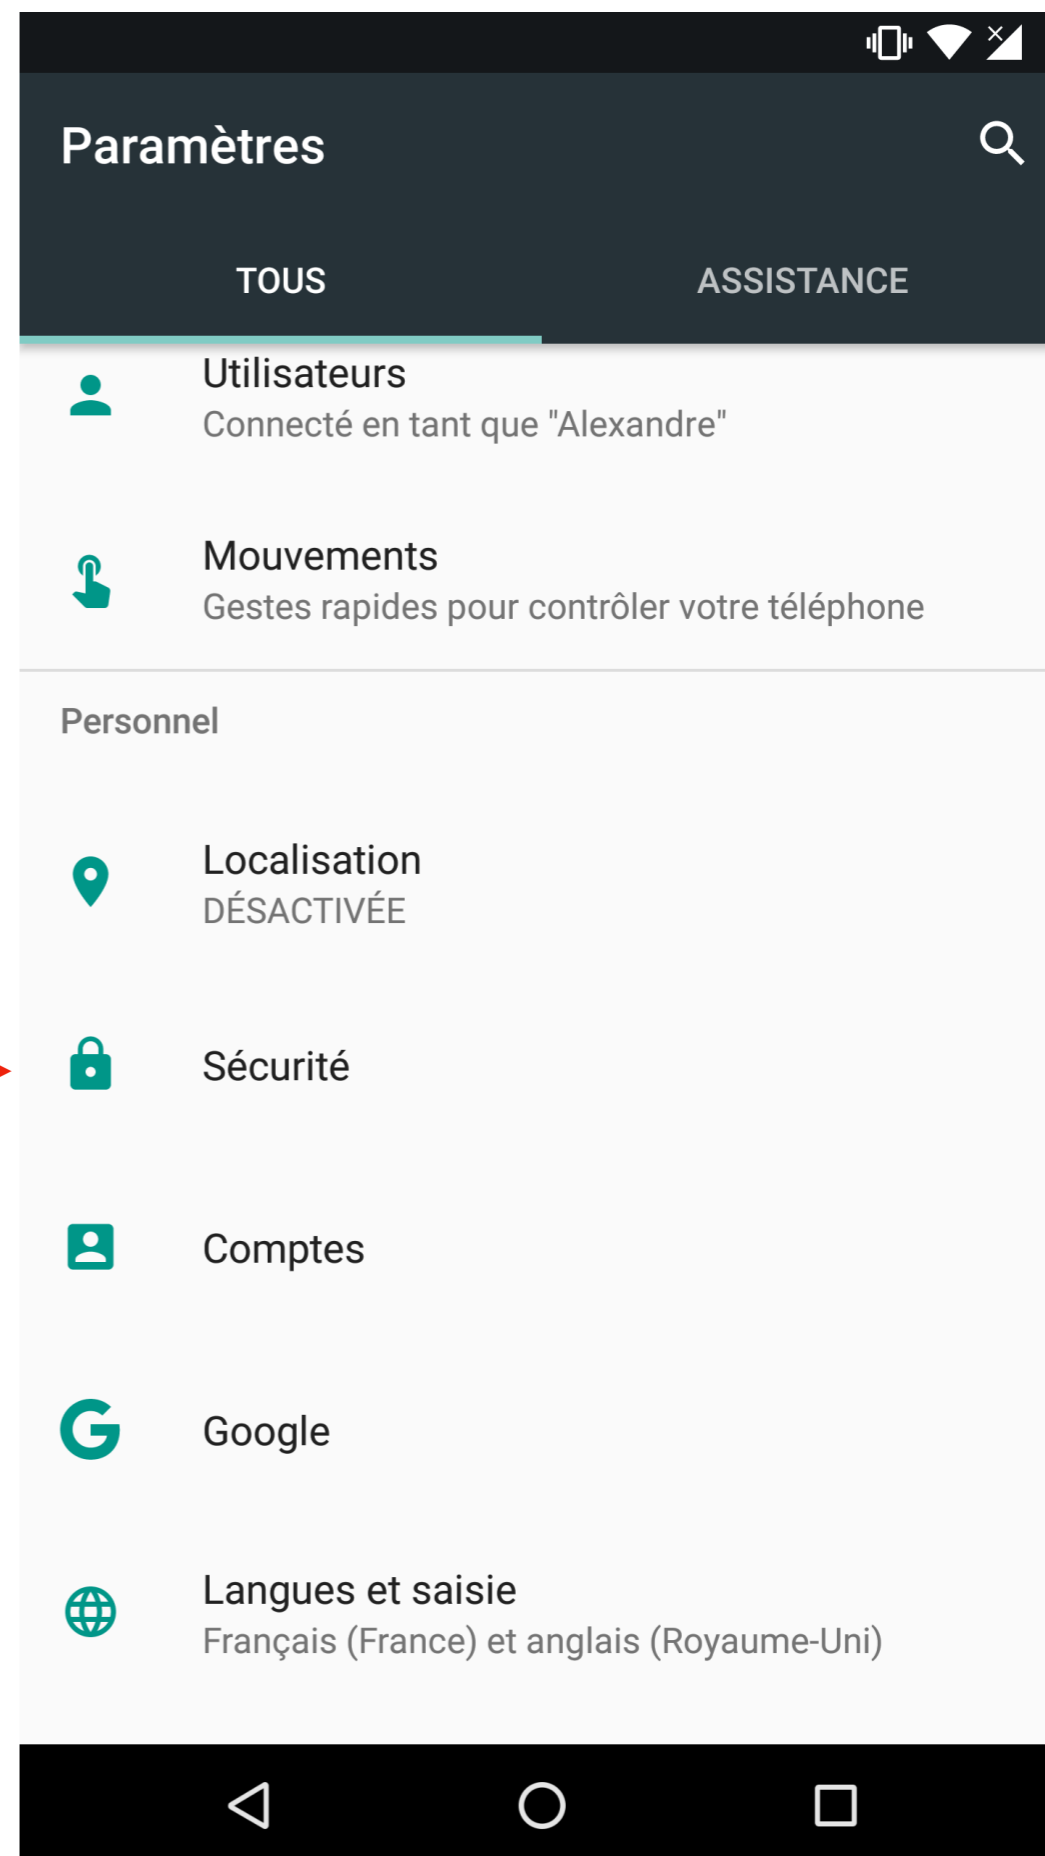 Paramètres
TOUS
ASSISTANCE
Utilisateurs
Connecté en tant que "Alexandre"
Mouvements
Gestes rapides pour contrôler votre téléphone
Personnel
Localisation
DÉSACTIVÉE
Sécurité
Comptes
Google
Langues et saisie
Français (France) et anglais (Royaume-Uni)